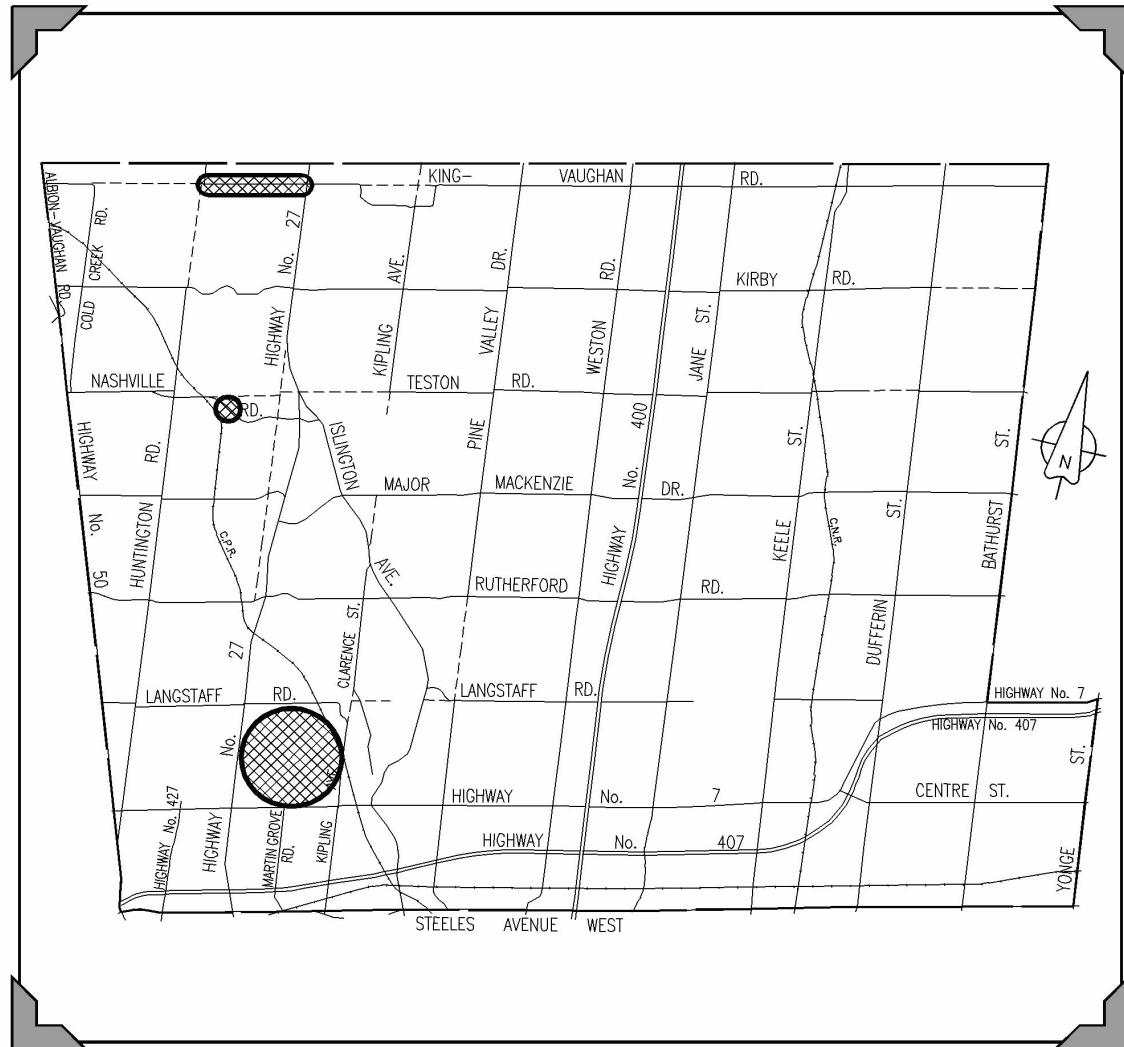 KING- VAUGHAN RD.
ALBION-VAUGHAN RD.
COLD CREEK RD.
HIGHWAY No. 27
KIPLING AVE.
PINE VALLEY DR.
WESTON RD.
JANE ST.
KIRBY RD.
NASHVILLE RD.
TESTON RD.
HIGHWAY No. 50
HUNTINGTON RD.
C.P.R.
ISLINGTON AVE.
MAJOR MACKENZIE DR.
HIGHWAY No. 400
KEELE ST.
C.N.R.
DUFFERIN ST.
BATHURST ST.
N
RUTHERFORD RD.
CLARENCE ST.
LANGSTAFF RD.
LANGSTAFF RD.
HIGHWAY No. 7
HIGHWAY No. 407
HIGHWAY No. 27
HIGHWAY No. 427
MARTIN GROVE RD.
KIPLING AVE.
HIGHWAY No. 7
CENTRE ST.
HIGHWAY No. 407
YONGE ST.
STEELES AVENUE WEST